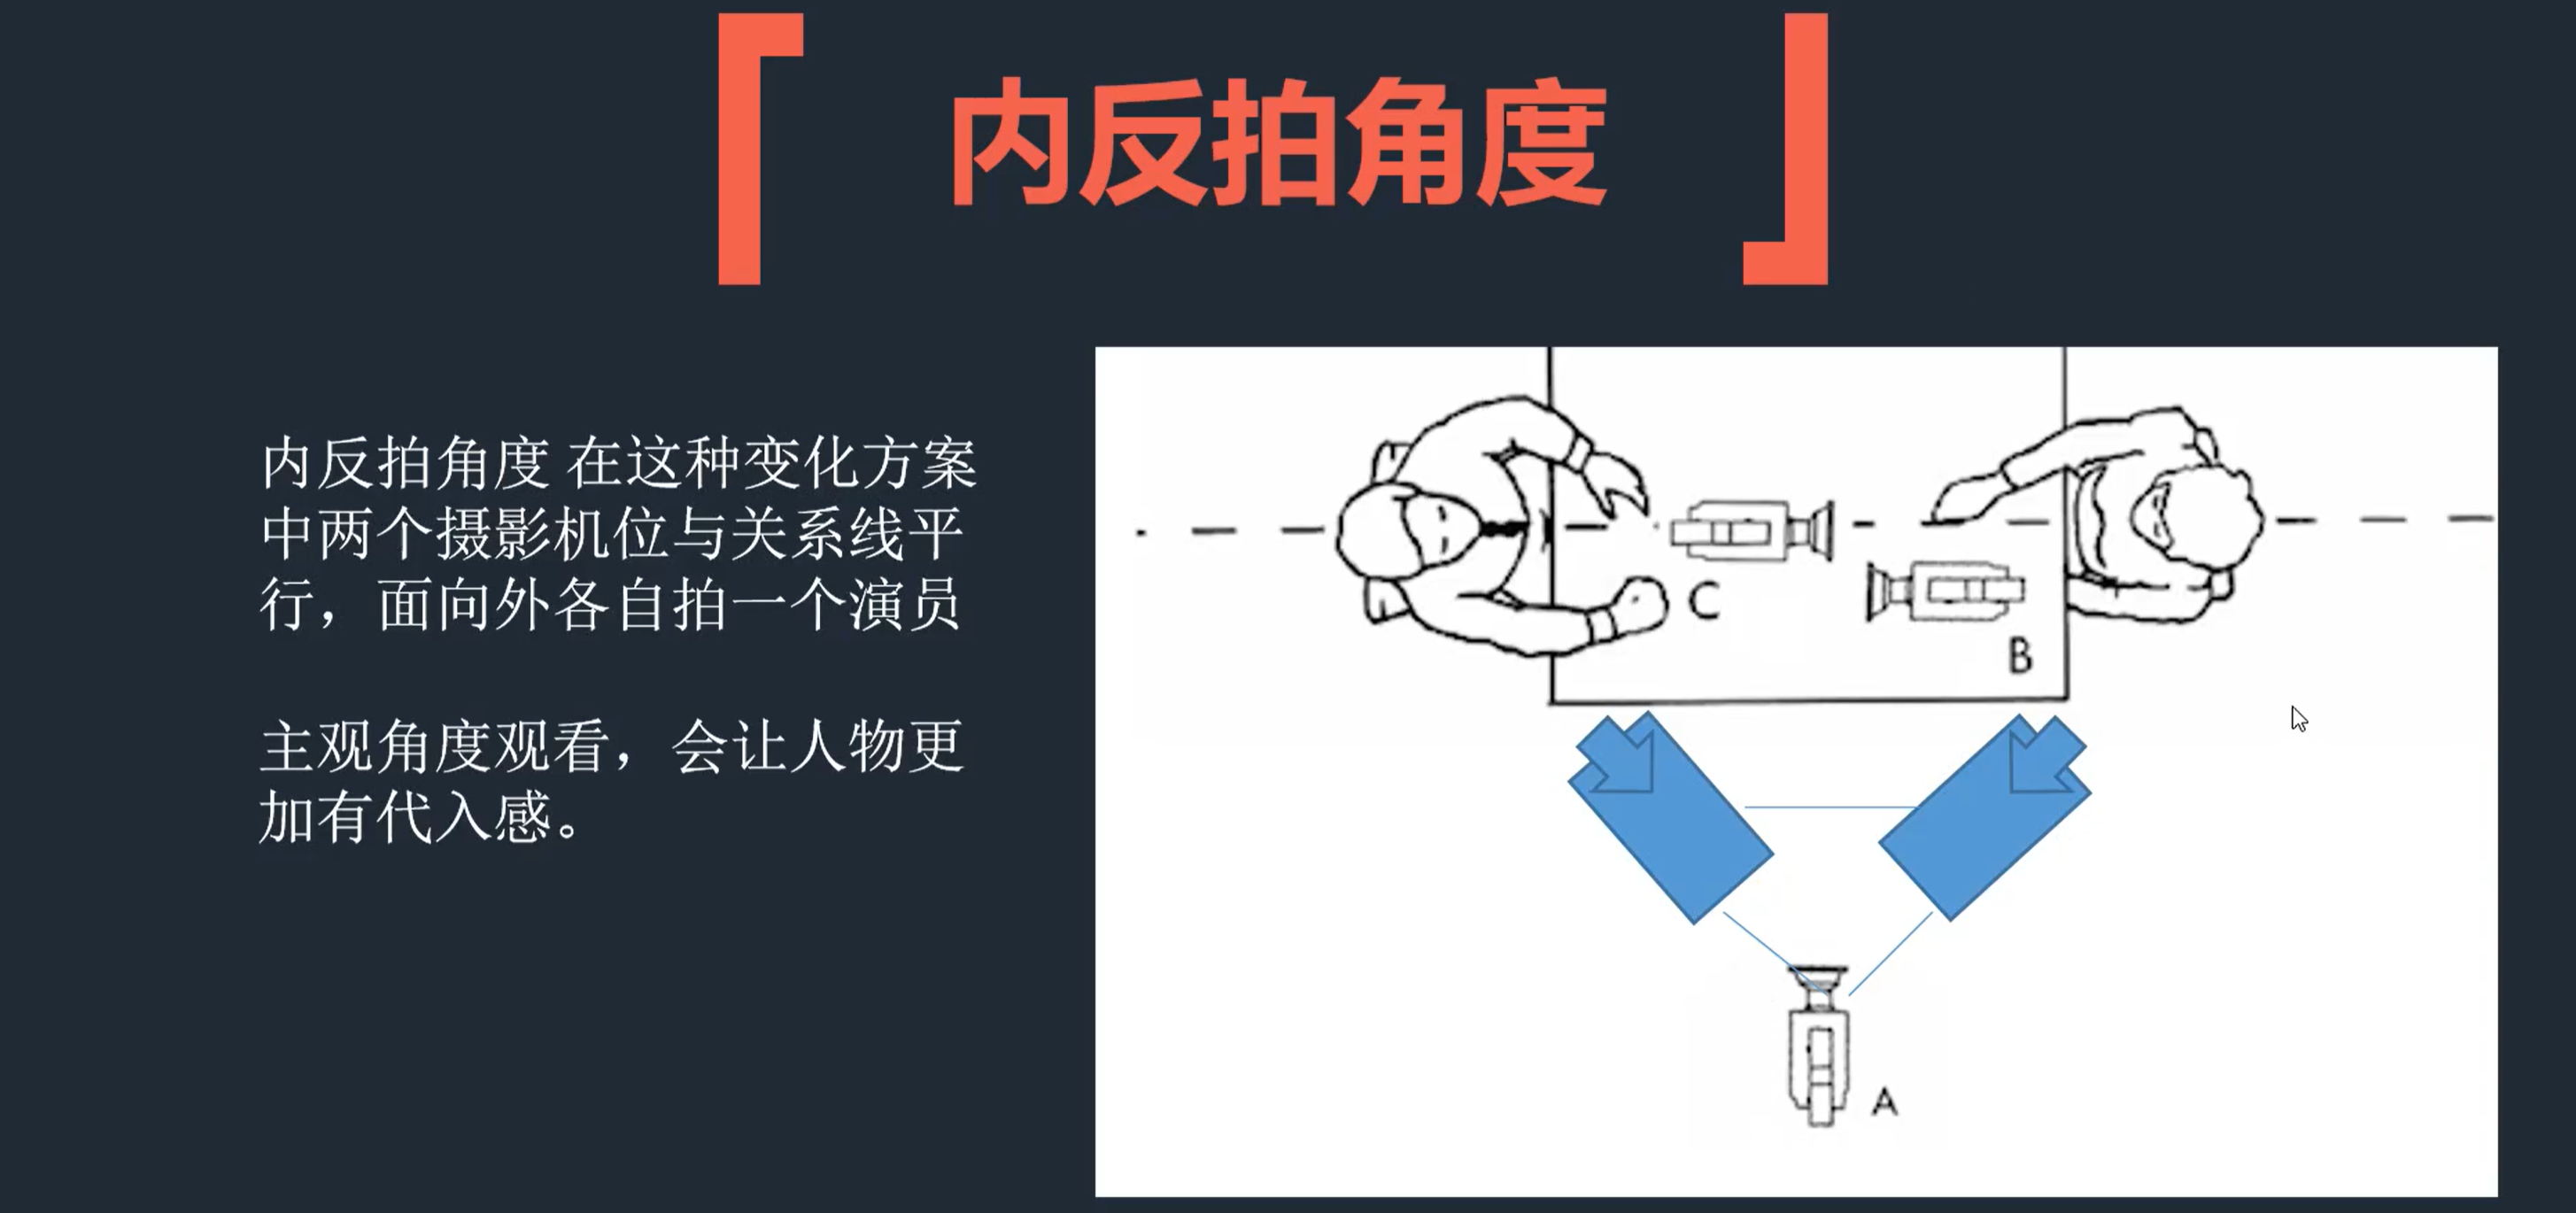 内反拍角度
内反拍角度 在这种变化方案
中两个摄影机位与关系线平
行，面向外各自拍一个演员
主观角度观看，会让人物更
加有代入感。
C
B
A